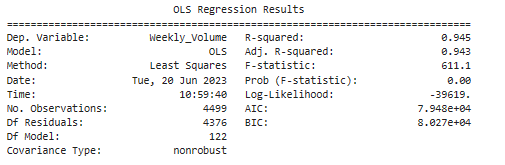 OLS Regression Results
==============================================================================
Dep. Variable: Weekly_Volume R-squared: 0.945
Model: OLS Adj. R-squared: 0.943
Method: Least Squares F-statistic: 611.1
Date: Tue, 20 Jun 2023 Prob (F-statistic): 0.00
Time: 10:59:40 Log-Likelihood: -39619.
No. Observations: 4499 AIC: 7.948e+04
Df Residuals: 4376 BIC: 8.027e+04
Df Model: 122
Covariance Type: nonrobust